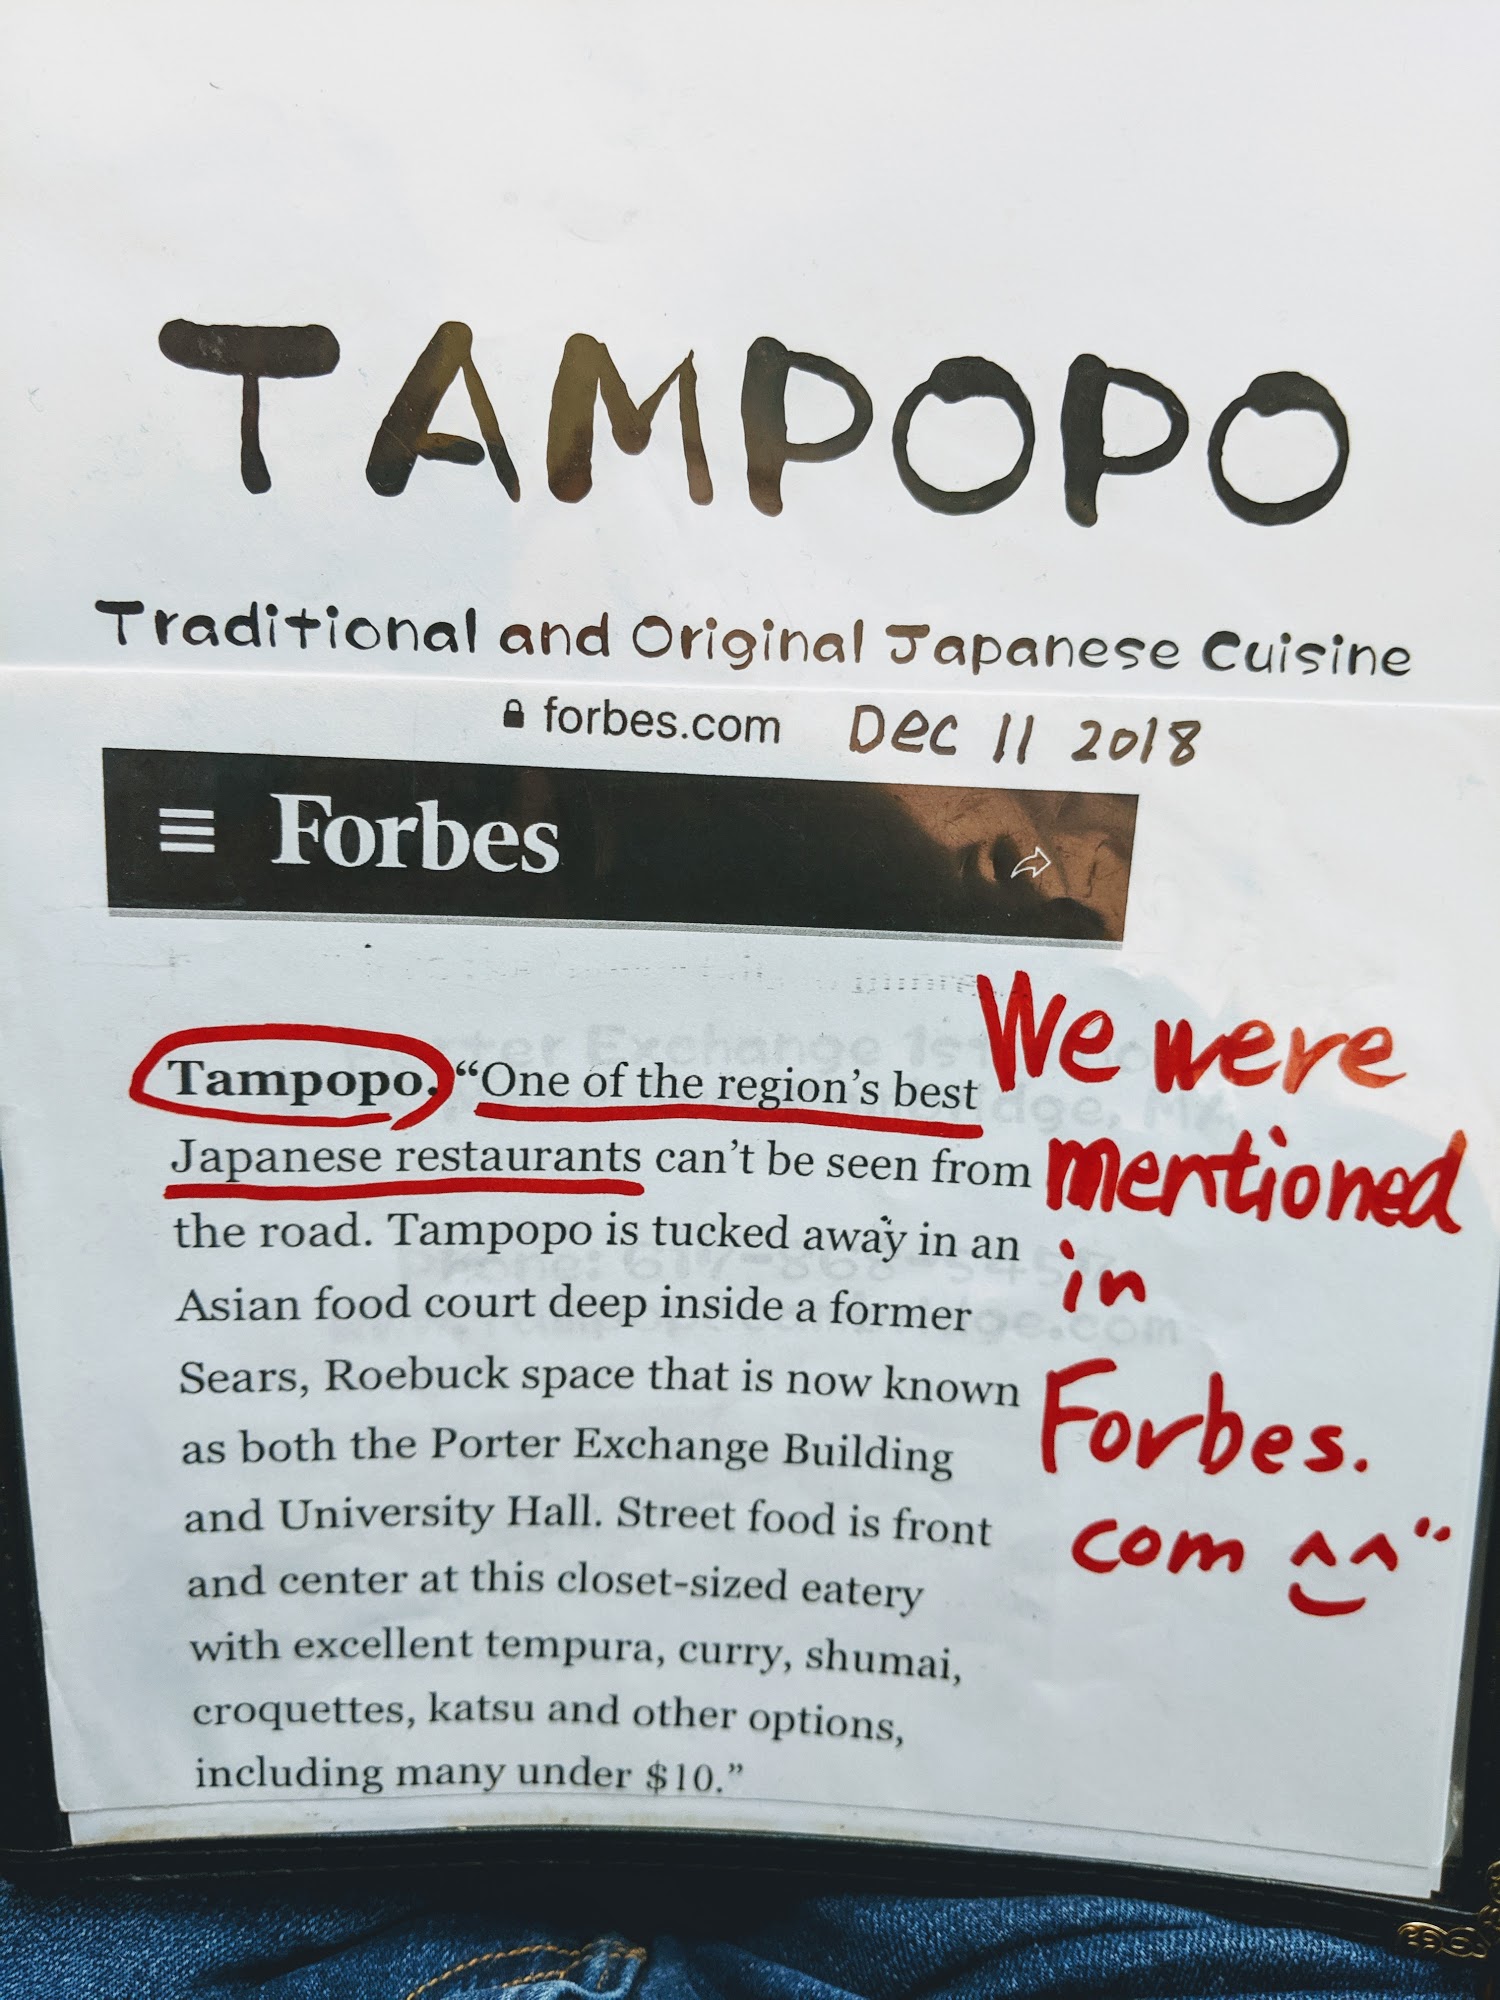 TAMPOPO
Traditional and Original Japanese Cuisine
forbes.com Dec 11 2018
Forbes
Tampopo. “One of the region’s best
Japanese restaurants can’t be seen from
the road. Tampopo is tucked away in an
Asian food court deep inside a former
Sears, Roebuck space that is now known
as both the Porter Exchange Building
and University Hall. Street food is front
and center at this closet-sized eatery
with excellent tempura, curry, shumai,
croquettes, katsu and other options,
including many under $10.”
We were
mentioned
in
Forbes.
com ^^